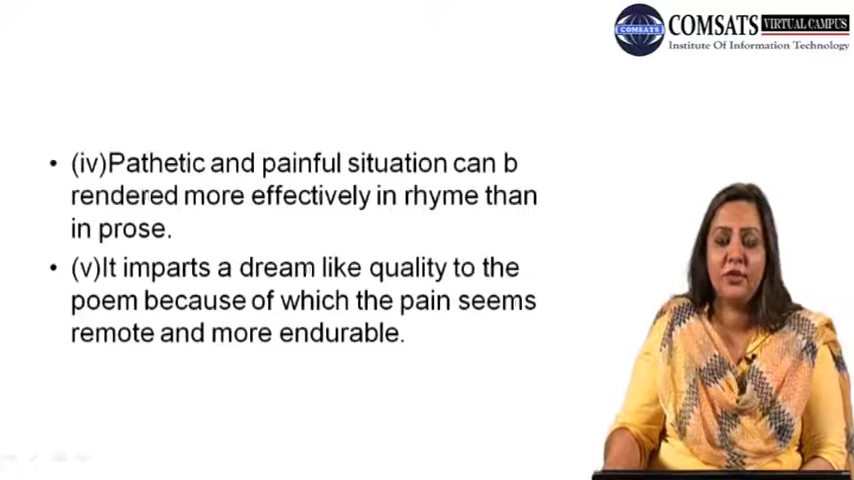 COMSATS VIRTUAL CAMPUS
COMSATS
Institute Of Information Technology
• (iv)Pathetic and painful situation can b
rendered more effectively in rhyme than
in prose.
• (v)It imparts a dream like quality to the
poem because of which the pain seems
remote and more endurable.